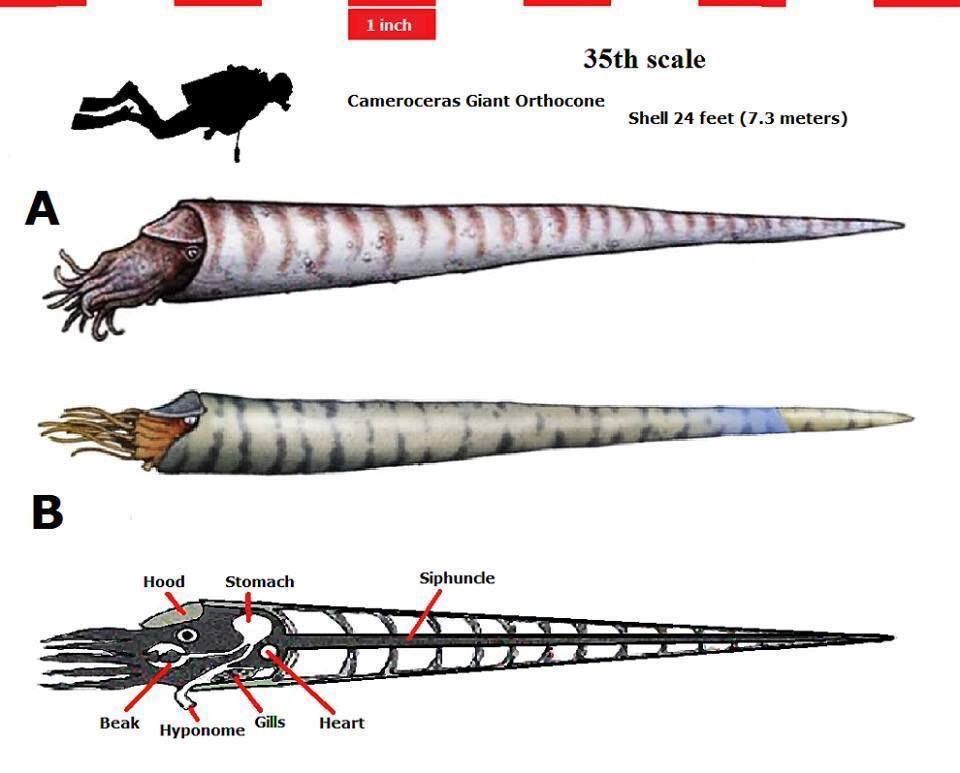 1 inch
35th scale
Cameroceras Giant Orthocone
Shell 24 feet (7.3 meters)
A
B
Hood
Stomach
Siphuncle
Beak
Hyponome
Gills
Heart